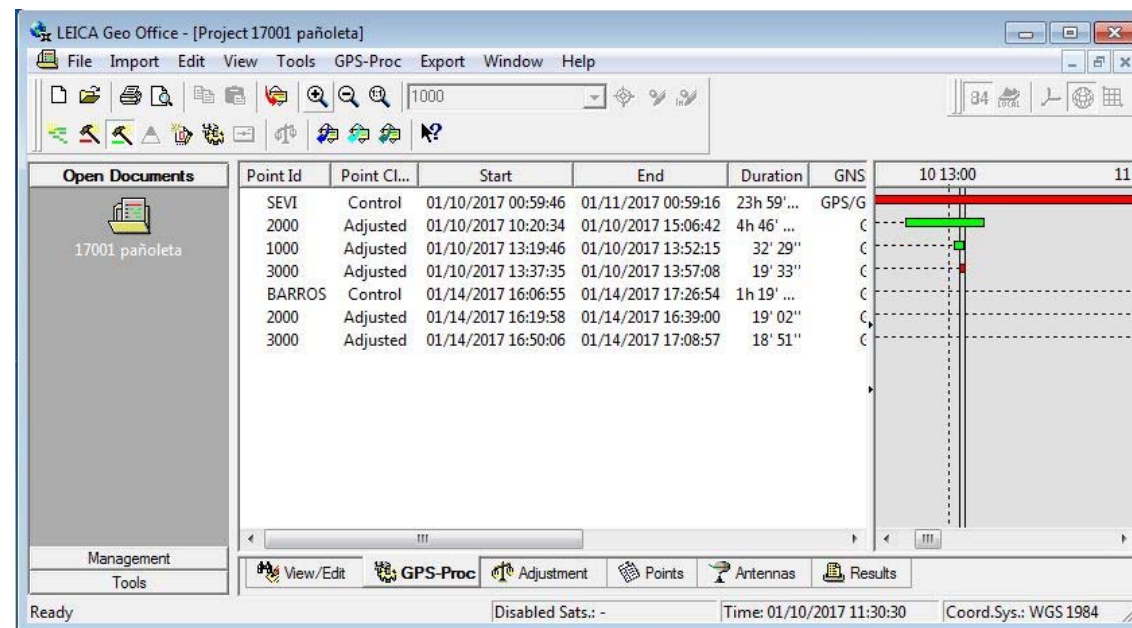 LEICA Geo Office - [Project 17001 pañoleta]
File Import Edit View Tools GPS-Proc Export Window Help
1000
84 LOCAL
Open Documents
17001 pañoleta
Management
Tools
Point Id Point Cl... Start End Duration GNS 10 13:00 11
SEVI Control 01/10/2017 00:59:46 01/11/2017 00:59:16 23h 59'... GPS/G
2000 Adjusted 01/10/2017 10:20:34 01/10/2017 15:06:42 4h 46' ...
1000 Adjusted 01/10/2017 13:19:46 01/10/2017 13:52:15 32' 29''
3000 Adjusted 01/10/2017 13:37:35 01/10/2017 13:57:08 19' 33''
BARROS Control 01/14/2017 16:06:55 01/14/2017 17:26:54 1h 19' ...
2000 Adjusted 01/14/2017 16:19:58 01/14/2017 16:39:00 19' 02''
3000 Adjusted 01/14/2017 16:50:06 01/14/2017 17:08:57 18' 51''
View/Edit GPS-Proc Adjustment Points Antennas Results
Ready Disabled Sats.: - Time: 01/10/2017 11:30:30 Coord.Sys.: WGS 1984